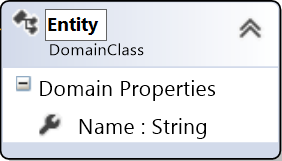 Entity
DomainClass
Domain Properties
Name : String